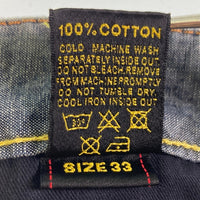 100% COTTON
COLD MACHINE WASH
SEPARATELY INSIDE OUT.
DO NOT BLEACH.REMOVE
FROM MACHINE PROMPTLY
DO NOT TUMBLE DRY.
COOL IRON INSIDE OUT
SIZE 33